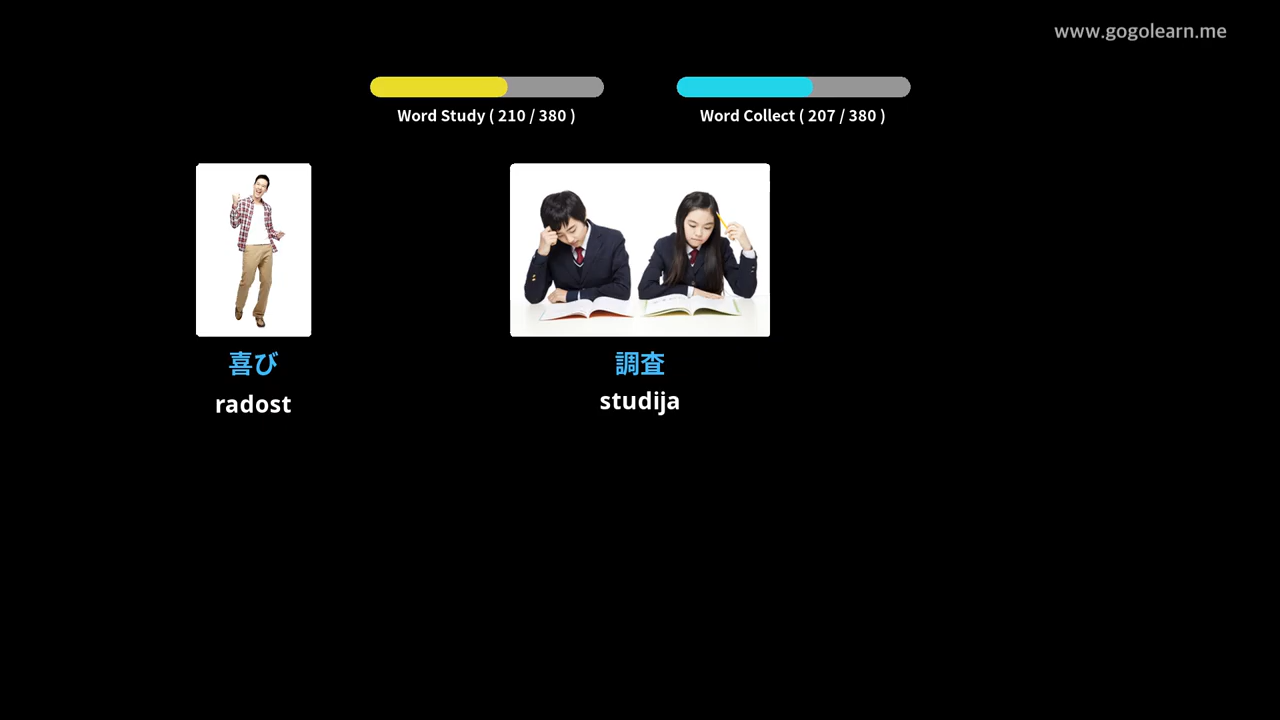 www.gogolearn.me
Word Study ( 210 / 380 )
Word Collect ( 207 / 380 )
喜び
radost
調査
studija